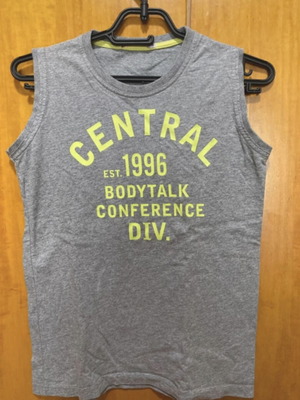 CENTRAL
EST. 1996
BODYTALK
CONFERENCE
DIV.